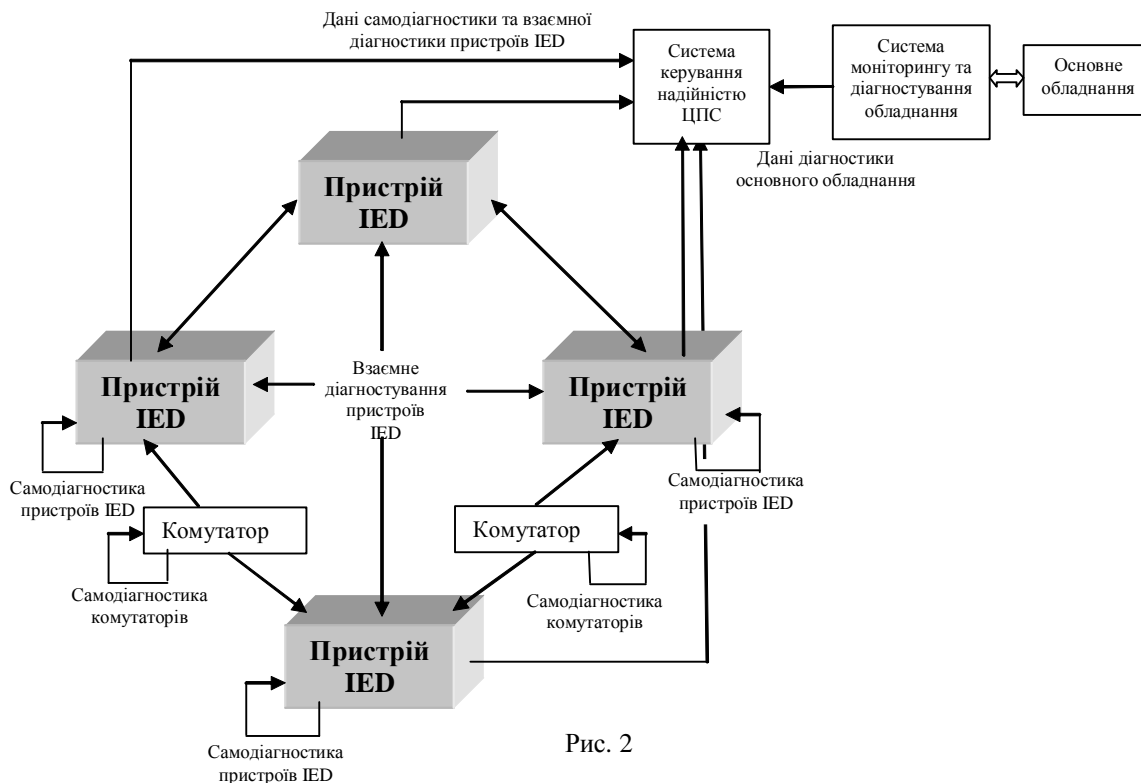 Дані самодіагностики та взаємної
діагностики пристроїв IED
Система
керування
надійністю
ЦПС
Система
моніторингу та
діагностування
обладнання
Основне
обладнання
Дані діагностики
основного обладнання
Пристрій
IED
Пристрій
IED
Взаємне
діагностування
пристроїв
IED
Пристрій
IED
Самодіагностика
пристроїв IED
Самодіагностика
пристроїв IED
Комутатор
Комутатор
Самодіагностика
комутаторів
Самодіагностика
комутаторів
Пристрій
IED
Самодіагностика
пристроїв IED
Рис. 2